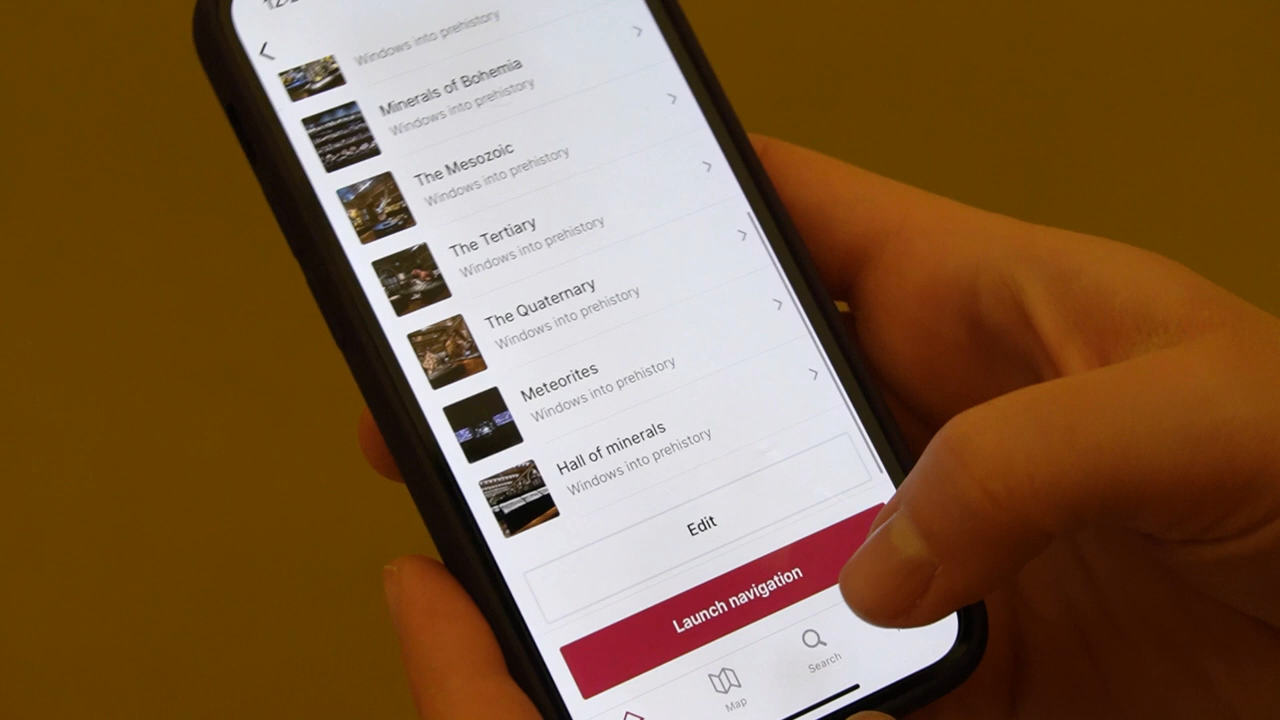 Windows into prehistory
Minerals of Bohemia
Windows into prehistory
The Mesozoic
Windows into prehistory
The Tertiary
Windows into prehistory
The Quaternary
Windows into prehistory
Meteorites
Windows into prehistory
Hall of minerals
Windows into prehistory
Edit
Launch navigation
Map
Search